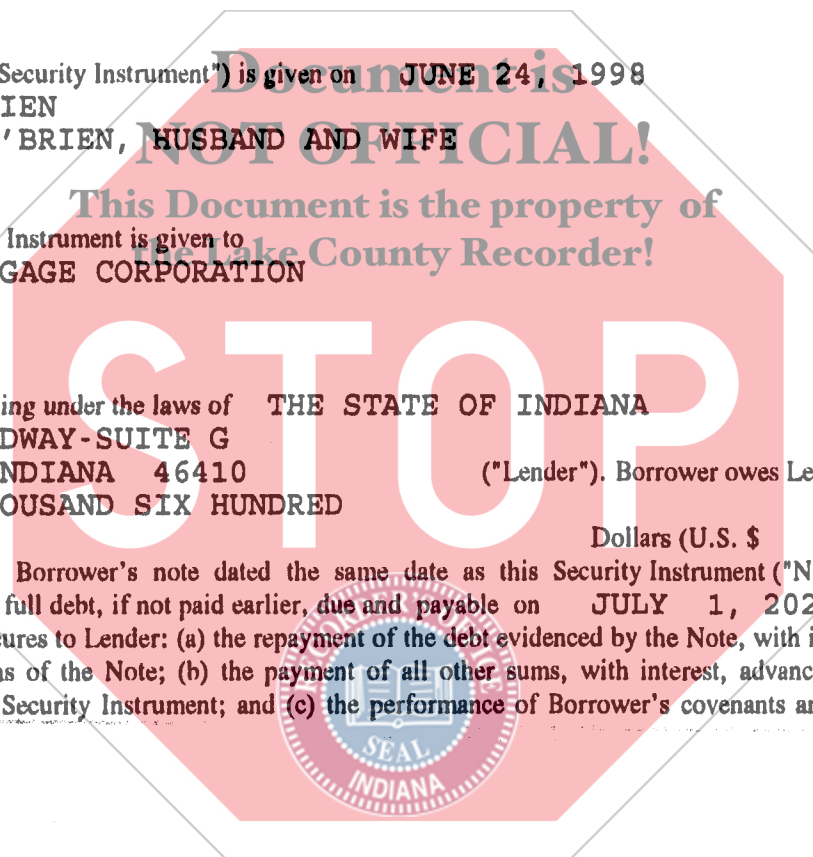 Security Instrument") is given on JUNE 24, 1998
IEN
'BRIEN, HUSBAND AND WIFE
Instrument is given to
GAGE CORPORATION
ing under the laws of THE STATE OF INDIANA
DWAY-SUITE G
NDIANA 46410 ("Lender"). Borrower owes Le
OUSAND SIX HUNDRED
Dollars (U.S. $
Borrower's note dated the same date as this Security Instrument ("N
full debt, if not paid earlier, due and payable on JULY 1, 202
ures to Lender: (a) the repayment of the debt evidenced by the Note, with i
s of the Note; (b) the payment of all other sums, with interest, advanc
Security Instrument; and (c) the performance of Borrower's covenants a
Document is
NOT OFFICIAL!
This Document is the property of
the Lake County Recorder!
STOP
RECORDER'S OFFICE
SEAL
INDIANA